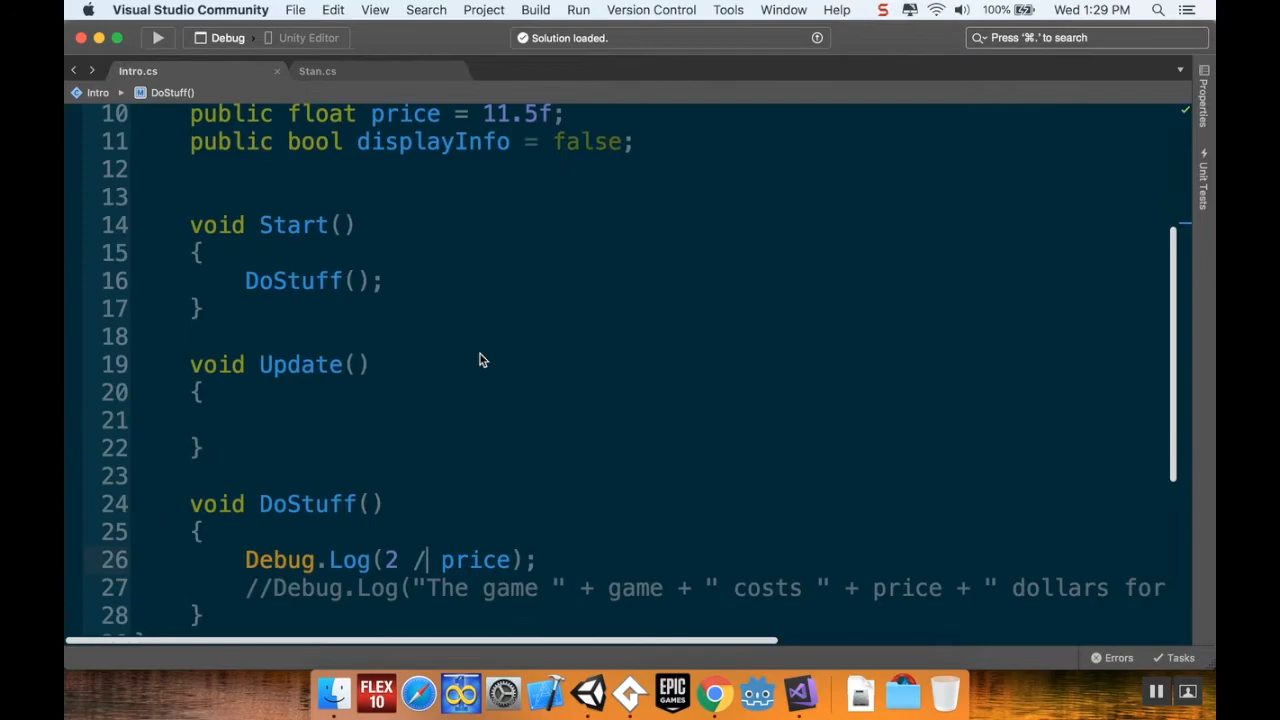 Visual Studio Community File Edit View Search Project Build Run Version Control Tools Window Help S 100% Wed 1:29 PM
Debug Unity Editor Solution loaded. Press '⌘.' to search
Intro.cs × Stan.cs
Intro DoStuff()
10 public float price = 11.5f;
11 public bool displayInfo = false;
12
13
14 void Start()
15 {
16 DoStuff();
17 }
18
19 void Update()
20 {
21
22 }
23
24 void DoStuff()
25 {
26 Debug.Log(2 / price);
27 //Debug.Log("The game " + game + " costs " + price + " dollars for
28 }
Properties
Unit Tests
Errors Tasks
FLEX 10
EPIC GAMES